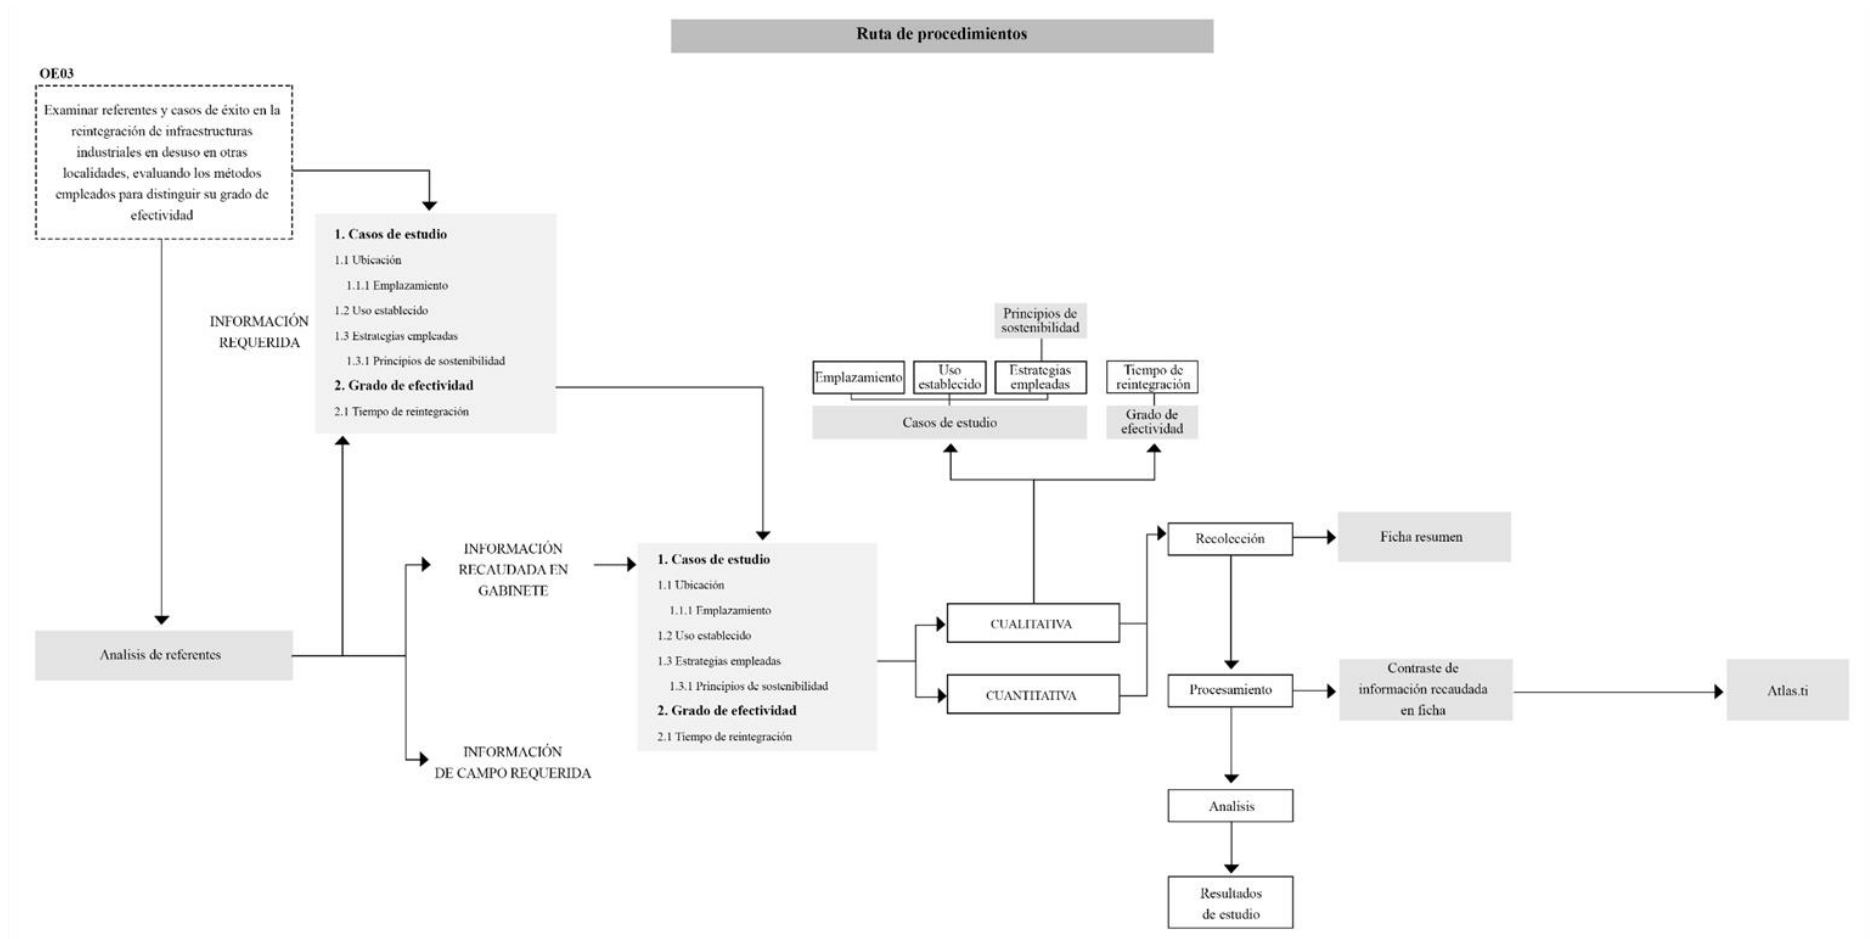 Ruta de procedimientos
OE03
Examinar referentes y casos de éxito en la
reintegración de infraestructuras
industriales en desuso en otras
localidades, evaluando los métodos
empleados para distinguir su grado de
efectividad
INFORMACIÓN
REQUERIDA
1. Casos de estudio
1.1 Ubicación
1.1.1 Emplazamiento
1.2 Uso establecido
1.3 Estrategias empleadas
1.3.1 Principios de sostenibilidad
2. Grado de efectividad
2.1 Tiempo de reintegración
Analisis de referentes
INFORMACIÓN
RECAUDADA EN
GABINETE
INFORMACIÓN
DE CAMPO REQUERIDA
1. Casos de estudio
1.1 Ubicación
1.1.1 Emplazamiento
1.2 Uso establecido
1.3 Estrategias empleadas
1.3.1 Principios de sostenibilidad
2. Grado de efectividad
2.1 Tiempo de reintegración
Principios de
sostenibilidad
Emplazamiento
Uso
establecido
Estrategias
empleadas
Tiempo de
reintegración
Casos de estudio
Grado de
efectividad
CUALITATIVA
CUANTITATIVA
Recolección
Ficha resumen
Procesamiento
Contraste de
información recaudada
en ficha
Atlas.ti
Analisis
Resultados
de estudio